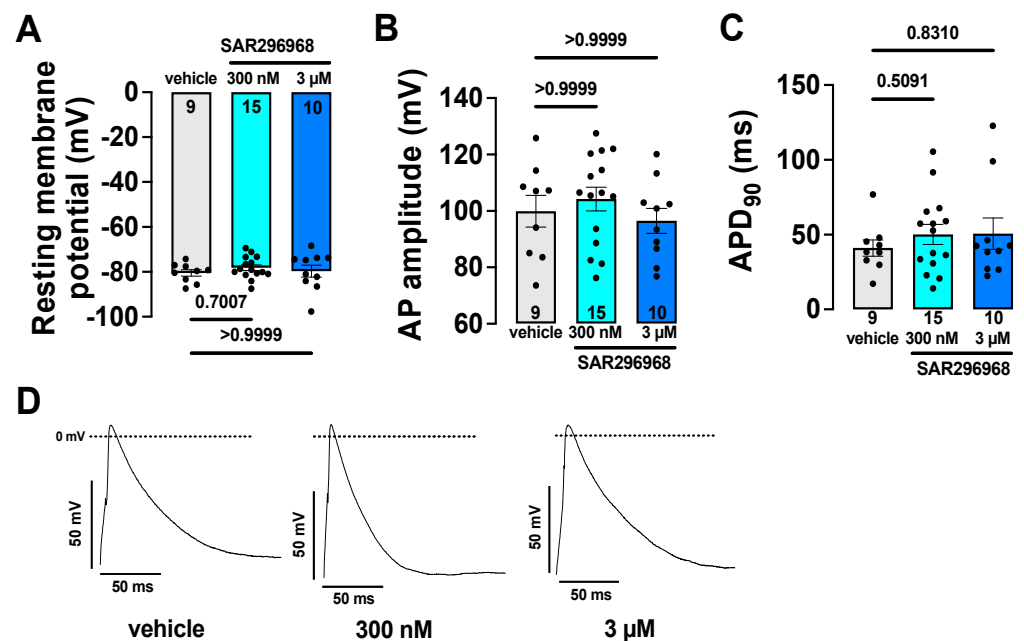 A
SAR296968
vehicle 300 nM 3 µM
Resting membrane
potential (mV)
0
-20
-40
-60
-80
-100
9 15 10
0.7007
>0.9999
B
>0.9999
>0.9999
AP amplitude (mV)
140
120
100
80
60
9 15 10
vehicle 300 nM 3 µM
SAR296968
C
0.8310
0.5091
APD90 (ms)
150
100
50
0
9 15 10
vehicle 300 nM 3 µM
SAR296968
D
0 mV
50 mV
50 ms
vehicle
50 mV
50 ms
300 nM
50 mV
50 ms
3 µM